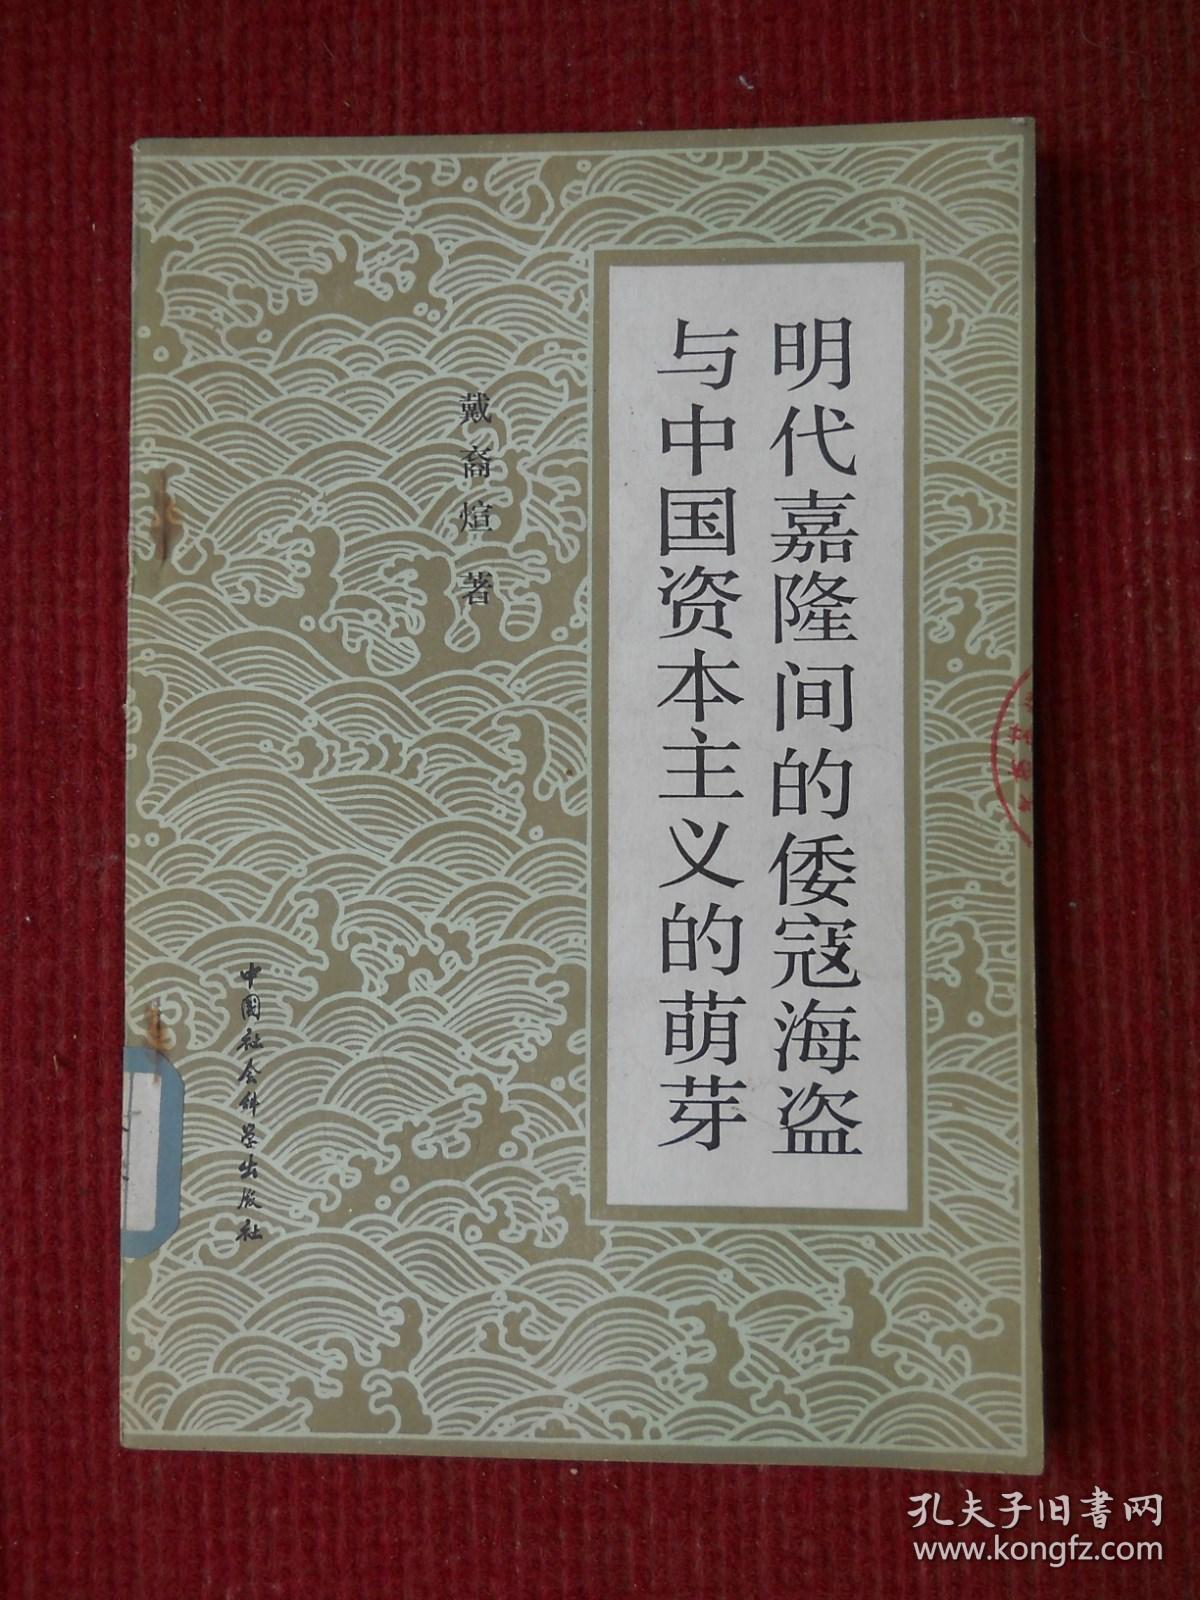 明代嘉隆间的倭寇海盗
与中国资本主义的萌芽
戴裔煊 著
中国社会科学出版社
孔夫子旧書网
www.kongfz.com